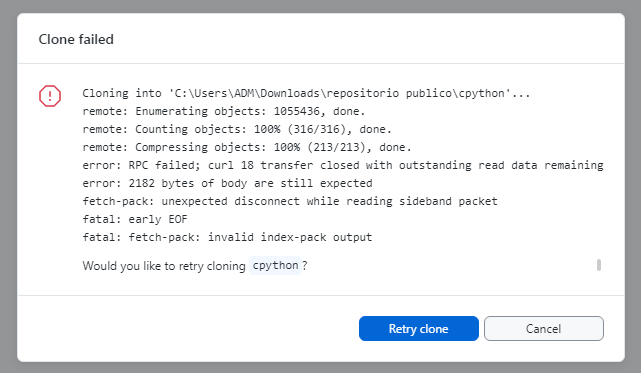 Clone failed
Cloning into 'C:\Users\ADM\Downloads\repositorio publico\cpython'...
remote: Enumerating objects: 1055436, done.
remote: Counting objects: 100% (316/316), done.
remote: Compressing objects: 100% (213/213), done.
error: RPC failed; curl 18 transfer closed with outstanding read data remaining
error: 2182 bytes of body are still expected
fetch-pack: unexpected disconnect while reading sideband packet
fatal: early EOF
fatal: fetch-pack: invalid index-pack output
Would you like to retry cloning cpython?
Retry clone
Cancel